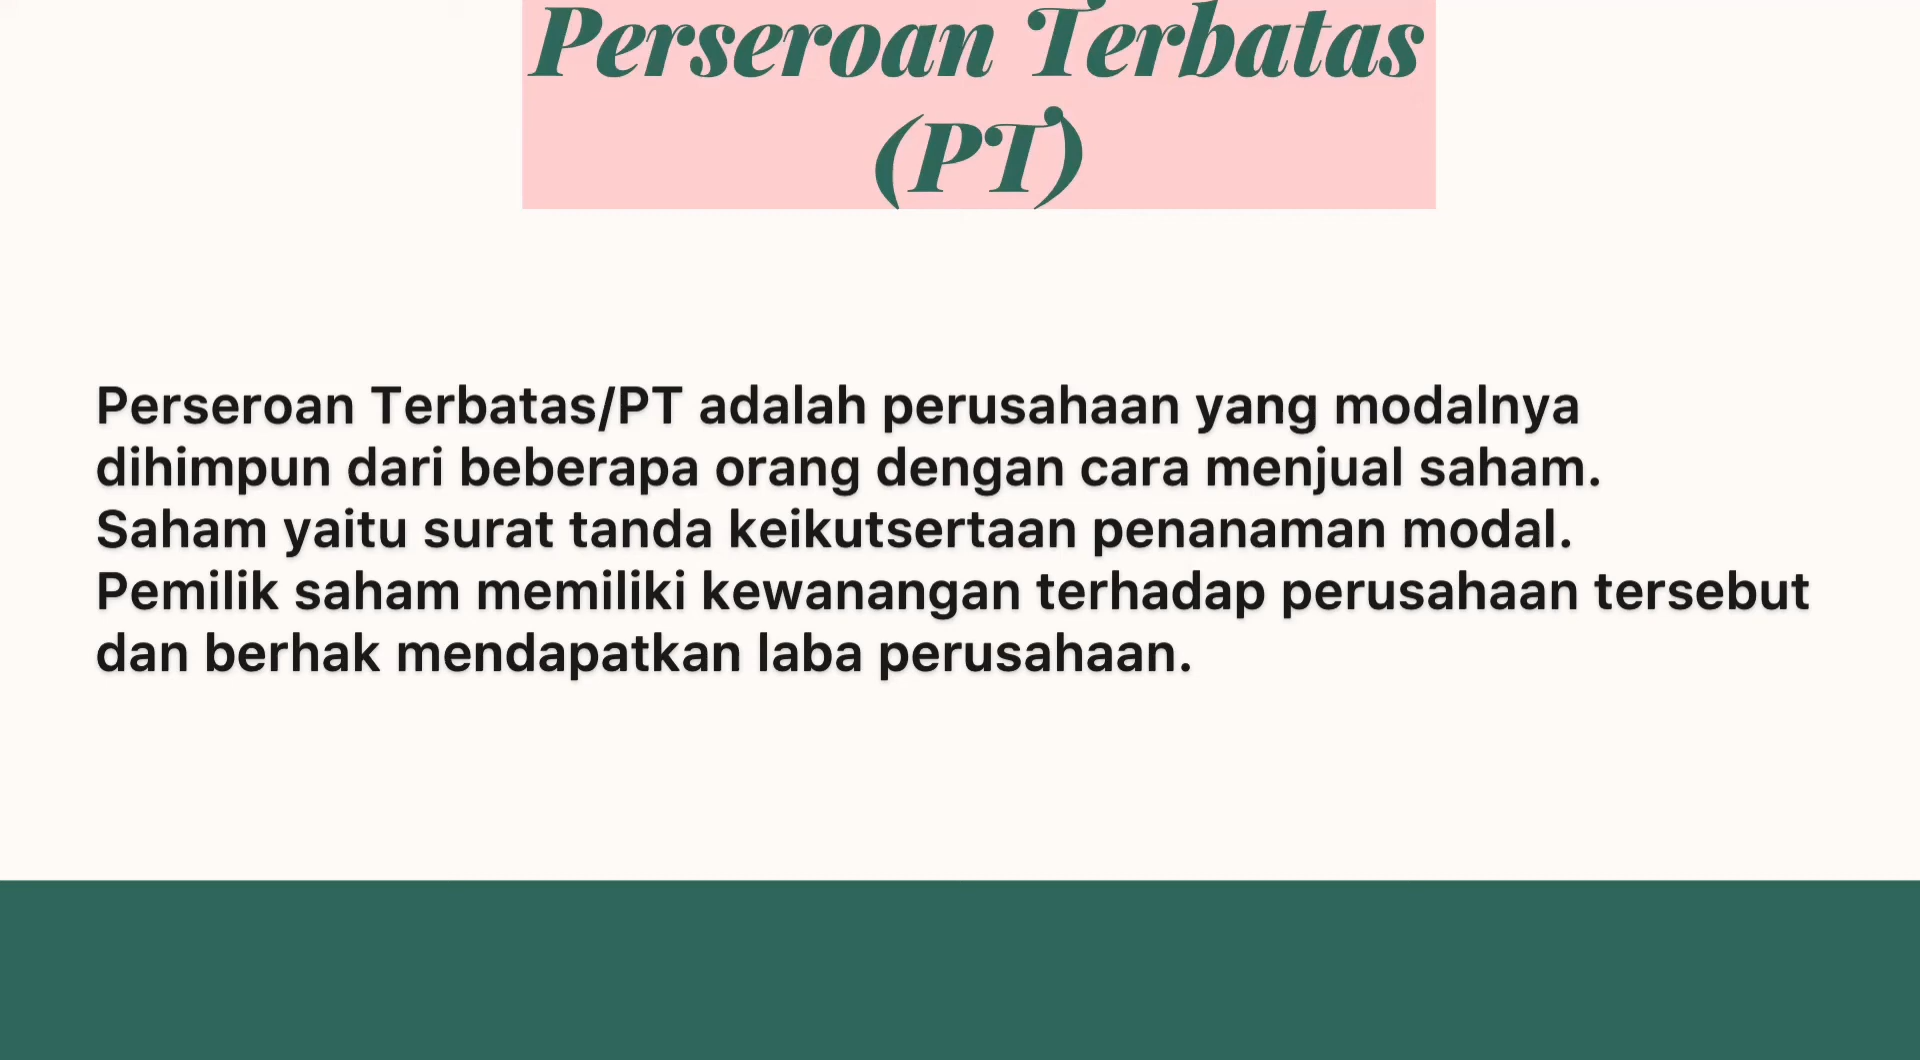 Perseroan Terbatas
(PT)
Perseroan Terbatas/PT adalah perusahaan yang modalnya
dihimpun dari beberapa orang dengan cara menjual saham.
Saham yaitu surat tanda keikutsertaan penanaman modal.
Pemilik saham memiliki kewanangan terhadap perusahaan tersebut
dan berhak mendapatkan laba perusahaan.